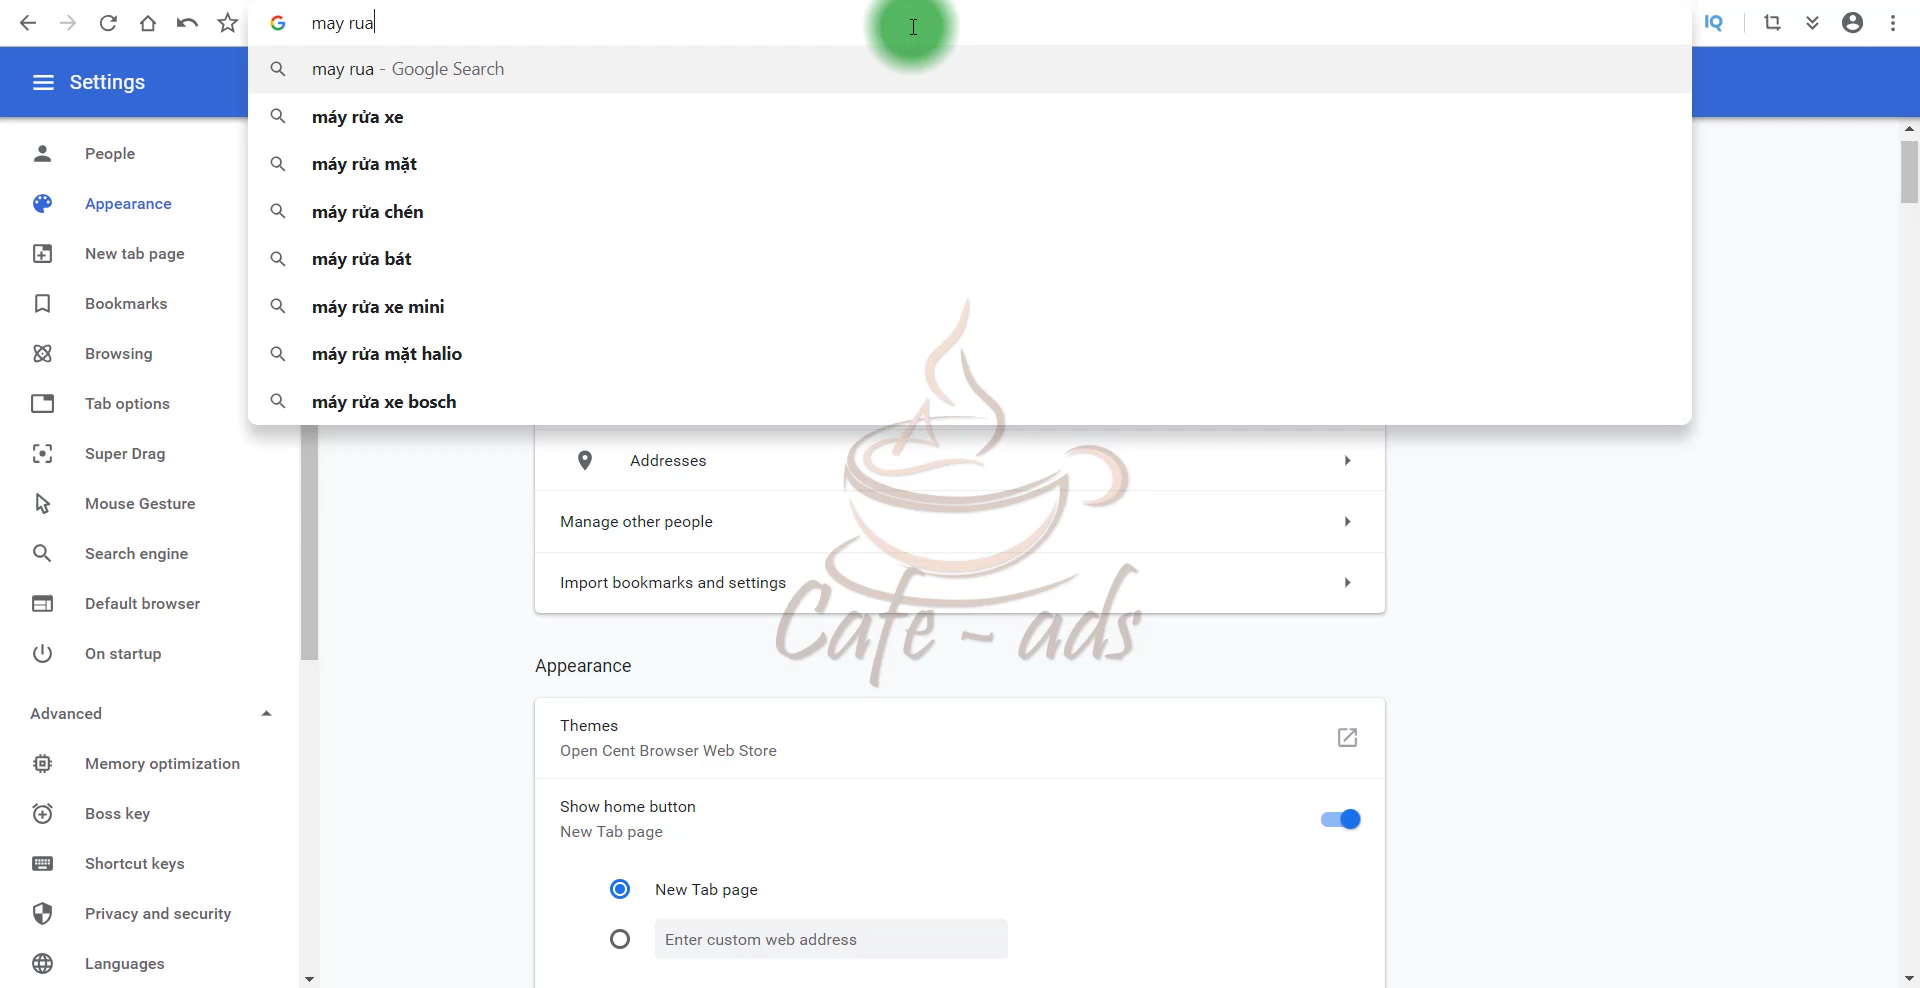 may rua
IQ
may rua - Google Search
Settings
máy rửa xe
máy rửa mặt
máy rửa chén
máy rửa bát
máy rửa xe mini
máy rửa mặt halio
máy rửa xe bosch
People
Appearance
New tab page
Bookmarks
Browsing
Tab options
Super Drag
Mouse Gesture
Search engine
Default browser
On startup
Advanced
Memory optimization
Boss key
Shortcut keys
Privacy and security
Languages
Addresses
Manage other people
Import bookmarks and settings
Cafe - ads
Appearance
Themes
Open Cent Browser Web Store
Show home button
New Tab page
New Tab page
Enter custom web address